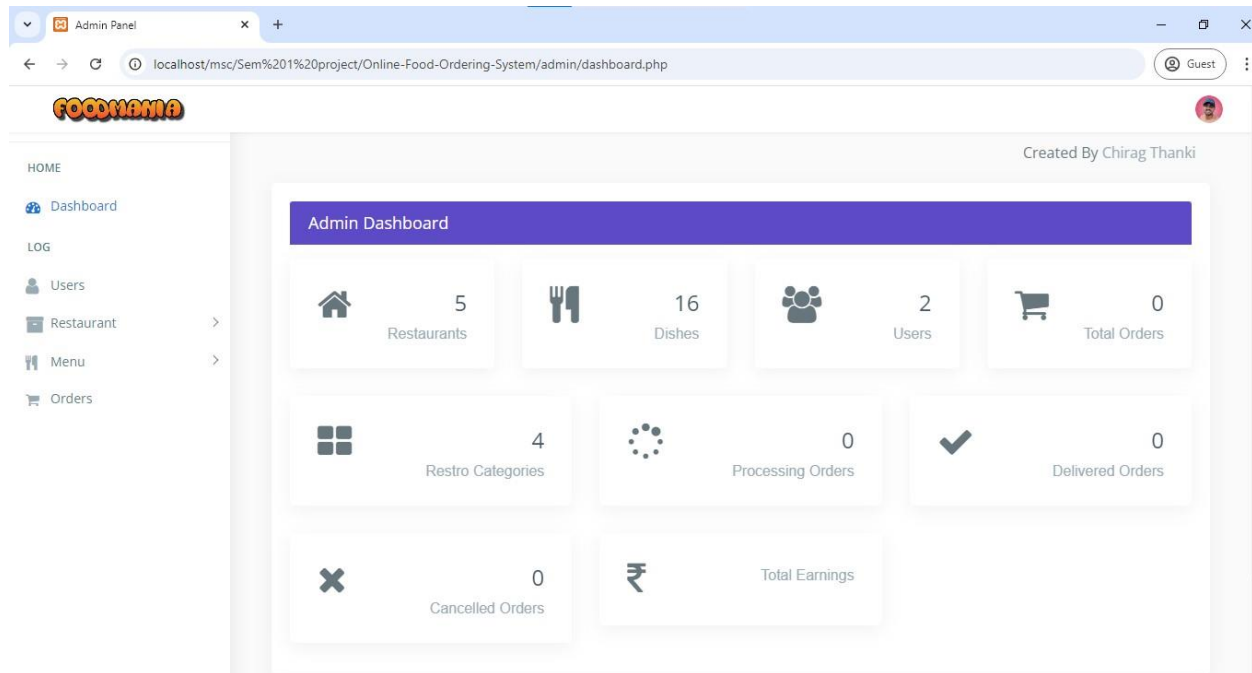 Admin Panel
localhost/msc/Sem%201%20project/Online-Food-Ordering-System/admin/dashboard.php
Guest
FOODMANIA
Created By Chirag Thanki
HOME
Dashboard
LOG
Users
Restaurant
Menu
Orders
Admin Dashboard
5
Restaurants
16
Dishes
2
Users
0
Total Orders
4
Restro Categories
0
Processing Orders
0
Delivered Orders
0
Cancelled Orders
₹
Total Earnings